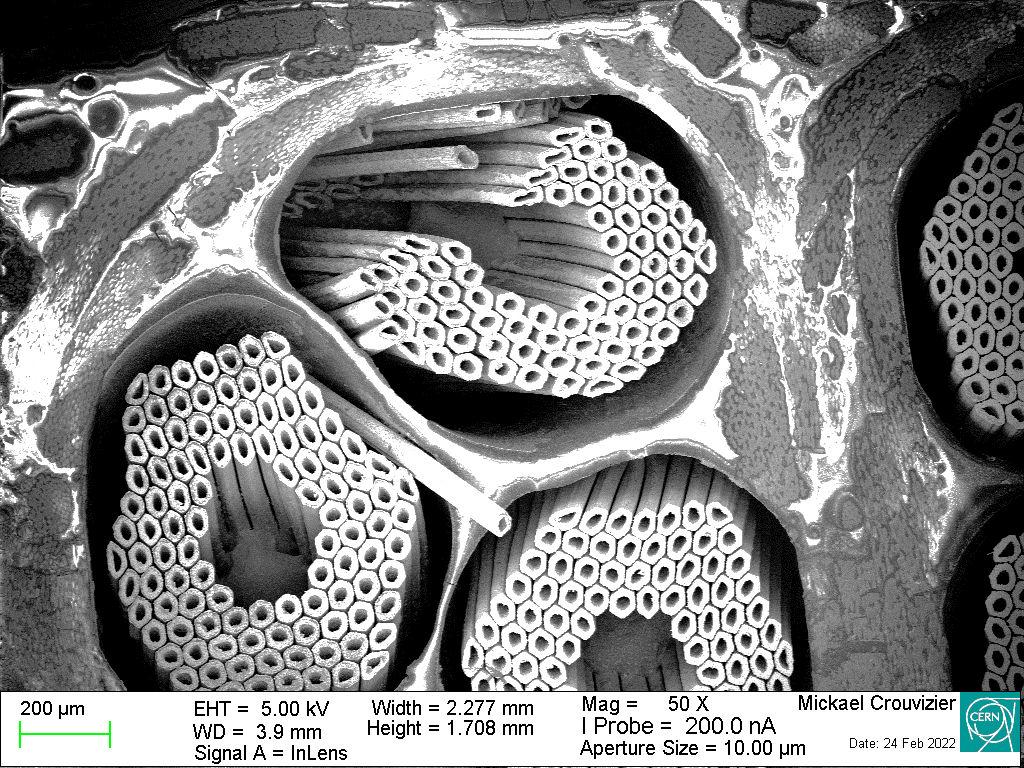 200 µm
EHT = 5.00 kV
WD = 3.9 mm
Signal A = InLens
Width = 2.277 mm
Height = 1.708 mm
Mag = 50 X
I Probe = 200.0 nA
Aperture Size = 10.00 µm
Mickael Crouvizier
Date: 24 Feb 2022
CERN